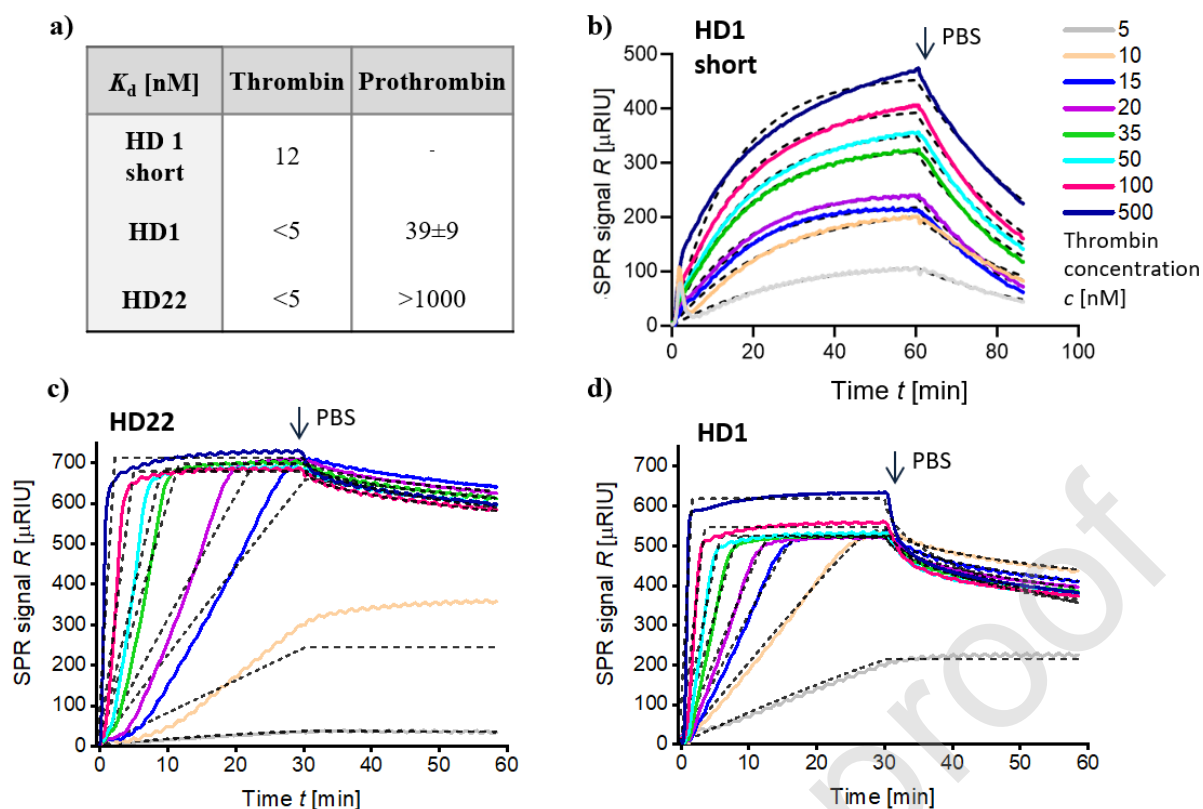 a)
Kd [nM] Thrombin Prothrombin
HD 1
short
12 -
HD1 <5 39±9
HD22 <5 >1000
b)
HD1
short
PBS
500
400
300
200
100
0
SPR signal R [µRIU]
0 20 40 60 80 100
Time t [min]
5
10
15
20
35
50
100
500
Thrombin
concentration
c [nM]
c)
HD22
PBS
700
600
500
400
300
200
100
0
SPR signal R [µRIU]
0 10 20 30 40 50 60
Time t [min]
d)
HD1
PBS
700
600
500
400
300
200
100
0
SPR signal R [µRIU]
0 10 20 30 40 50 60
Time [min]
proof